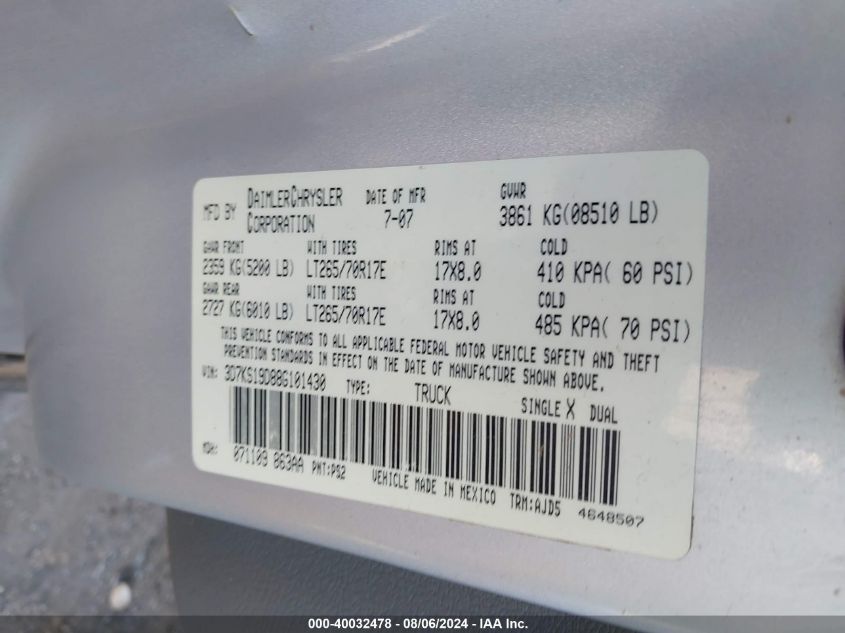 MFD BY DAIMLERCHRYSLER CORPORATION DATE OF MFR 7-07 GVWR 3861 KG(08510 LB)
GAWR FRONT WITH TIRES RIMS AT COLD
2359 KG(5200 LB) LT265/70R17E 17X8.0 410 KPA( 60 PSI)
GAWR REAR WITH TIRES RIMS AT COLD
2727 KG(6010 LB) LT265/70R17E 17X8.0 485 KPA( 70 PSI)
THIS VEHICLE CONFORMS TO ALL APPLICABLE FEDERAL MOTOR VEHICLE SAFETY AND THEFT
PREVENTION STANDARDS IN EFFECT ON THE DATE OF MANUFACTURE SHOWN ABOVE.
VIN: 3D7KS19D88G101430 TYPE: TRUCK SINGLE X DUAL
MDH: 071109 863AA PNT:PS2 VEHICLE MADE IN MEXICO TRM:AJD5 4648507
000-40032478 - 08/06/2024 - IAA Inc.